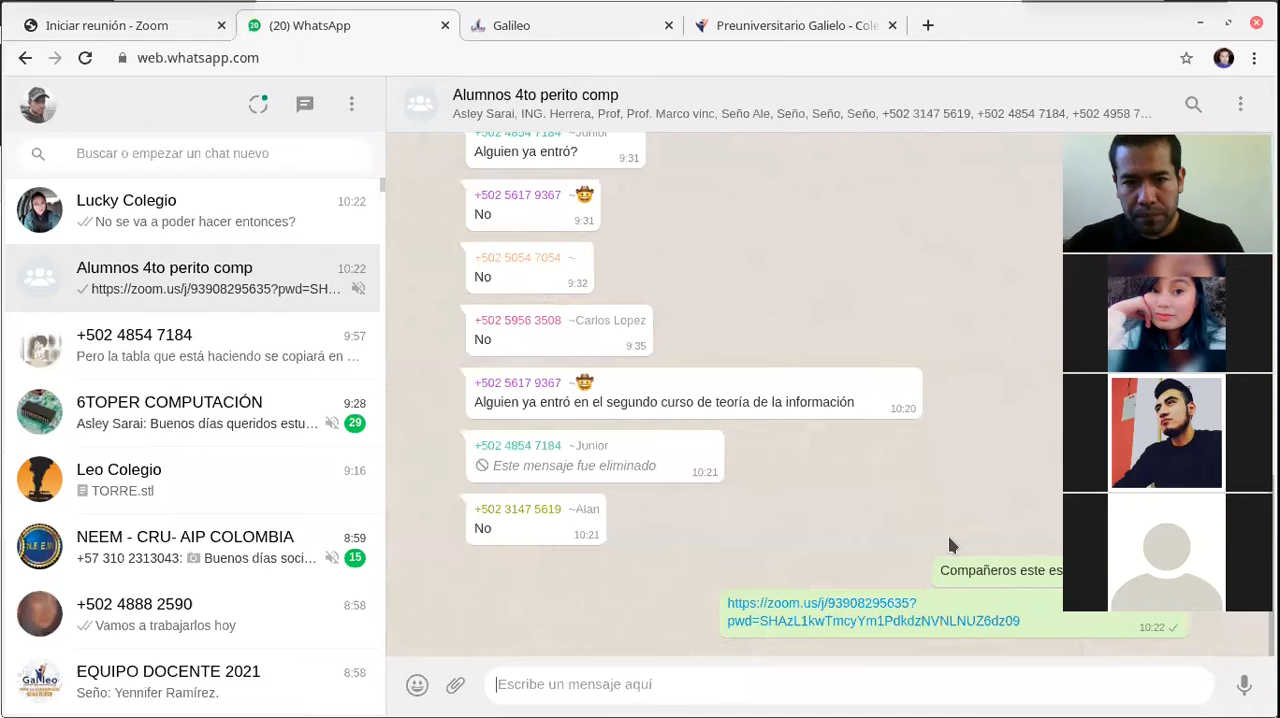 Iniciar reunión - Zoom
(20) WhatsApp
Galileo
Preuniversitario Galielo - Cole
web.whatsapp.com
Buscar o empezar un chat nuevo
Lucky Colegio 10:22
No se va a poder hacer entonces?
Alumnos 4to perito comp 10:22
https://zoom.us/j/93908295635?pwd=SH...
+502 4854 7184 9:57
Pero la tabla que está haciendo se copiará en ...
6TOPER COMPUTACIÓN 9:28
Asley Sarai: Buenos días queridos estu... 29
Leo Colegio 9:16
TORRE.stl
NEEM - CRU- AIP COLOMBIA 8:59
+57 310 2313043: Buenos días soci... 15
+502 4888 2590 8:58
Vamos a trabajarlos hoy
EQUIPO DOCENTE 2021 8:58
Seño: Yennifer Ramírez.
Alumnos 4to perito comp
Asley Sarai, ING. Herrera, Prof, Prof. Marco vinc, Seño Ale, Seño, Seño, Seño, +502 3147 5619, +502 4854 7184, +502 4958 7...
+502 4854 7184 ~Junior
Alguien ya entró? 9:31
+502 5617 9367 ~🤠
No 9:31
+502 5054 7054 ~
No 9:32
+502 5956 3508 ~Carlos Lopez
No 9:35
+502 5617 9367 ~🤠
Alguien ya entró en el segundo curso de teoría de la información 10:20
+502 4854 7184 ~Junior
Este mensaje fue eliminado 10:21
+502 3147 5619 ~Alan
No 10:21
Compañeros este es
https://zoom.us/j/93908295635?
pwd=SHAzL1kwTmcyYm1PdkdzNVNLNUZ6dz09 10:22
Escribe un mensaje aquí